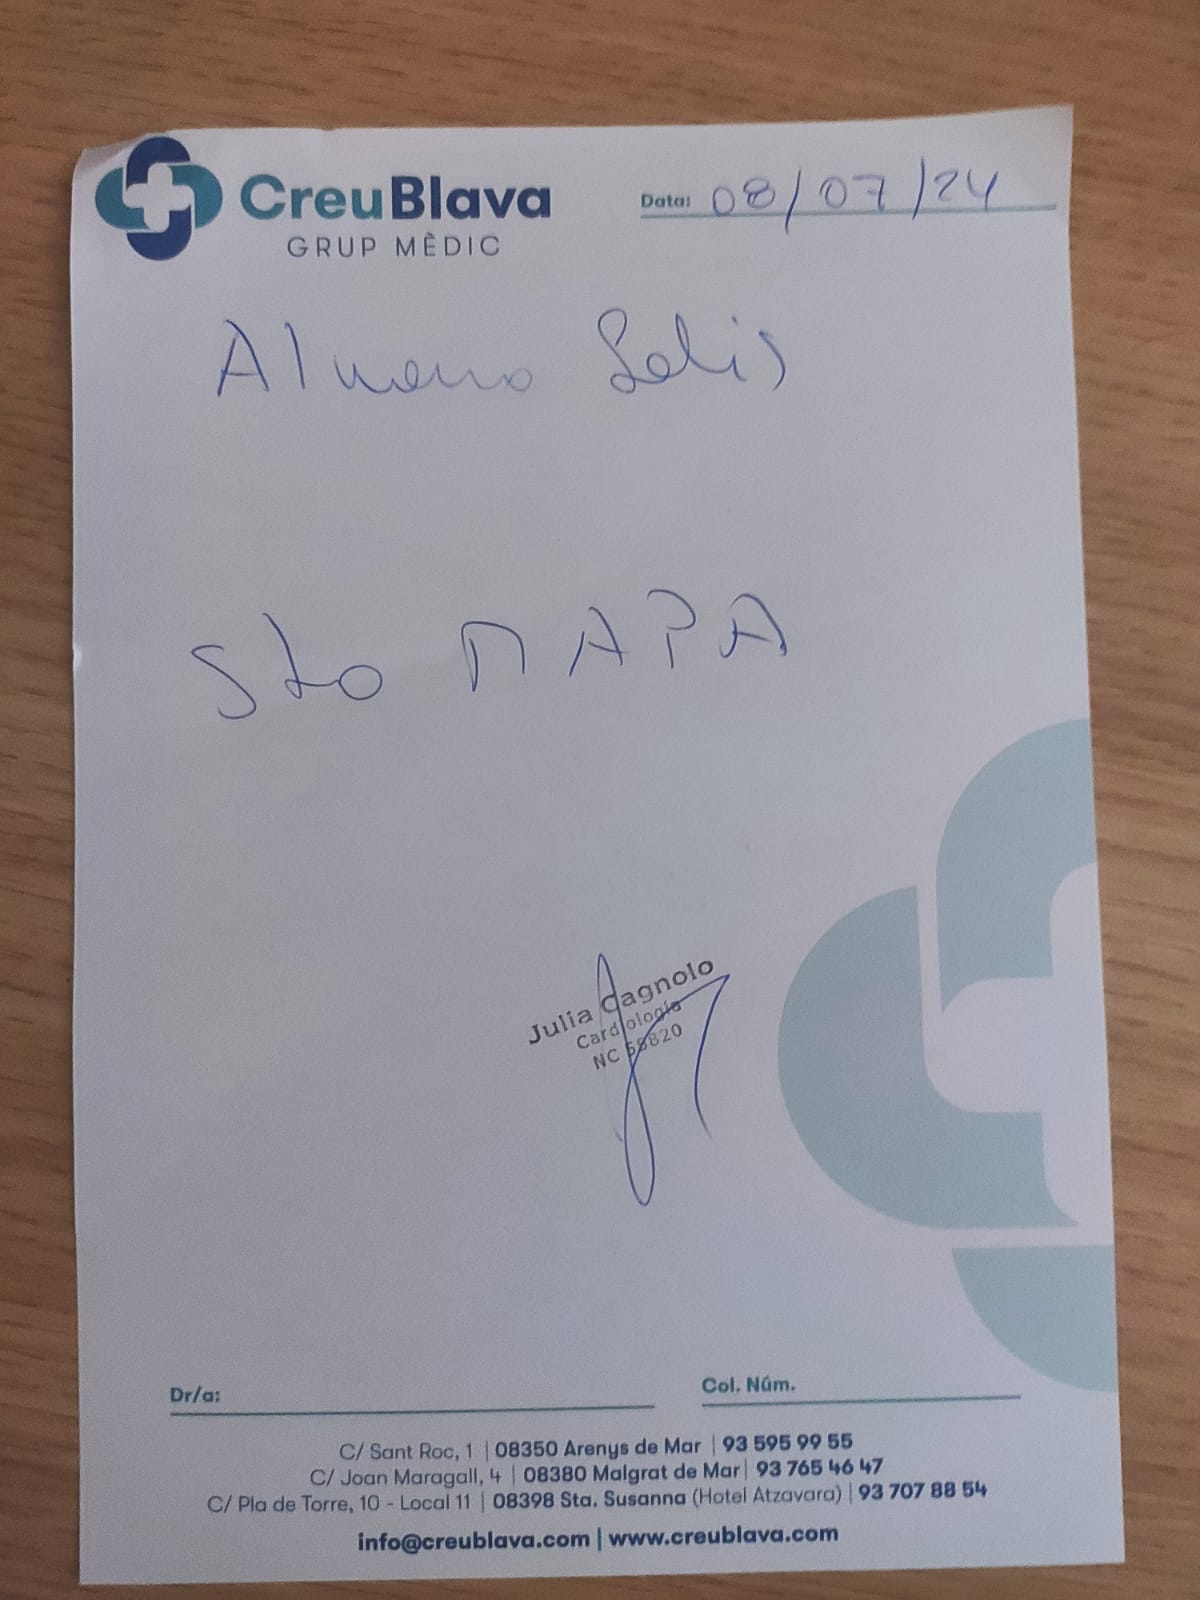 CreuBlava
GRUP MÈDIC
Data: 08/07/24
Sto MAPA
Julia Cagnolo
Cardiología
NC 58820
Dr/a:
Col. Núm.
C/ Sant Roc, 1 | 08350 Arenys de Mar | 93 595 99 55
C/ Joan Maragall, 4 | 08380 Malgrat de Mar | 93 765 46 47
C/ Pla de Torre, 10 - Local 11 | 08398 Sta. Susanna (Hotel Atzavara) | 93 707 88 54
info@creublava.com | www.creublava.com